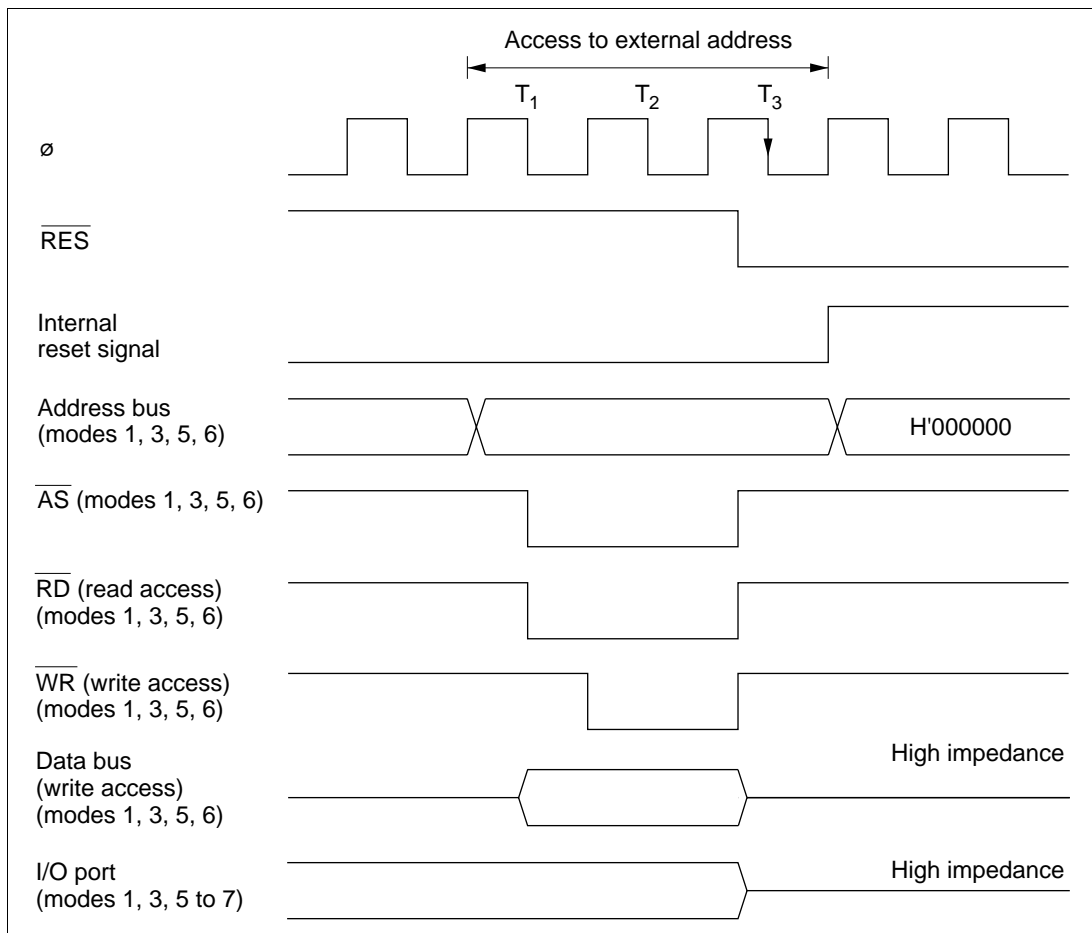 Access to external address
T1 T2 T3
ø
RES
Internal
reset signal
Address bus
(modes 1, 3, 5, 6)
H'000000
AS (modes 1, 3, 5, 6)
RD (read access)
(modes 1, 3, 5, 6)
WR (write access)
(modes 1, 3, 5, 6)
Data bus
(write access)
(modes 1, 3, 5, 6)
High impedance
I/O port
(modes 1, 3, 5 to 7)
High impedance